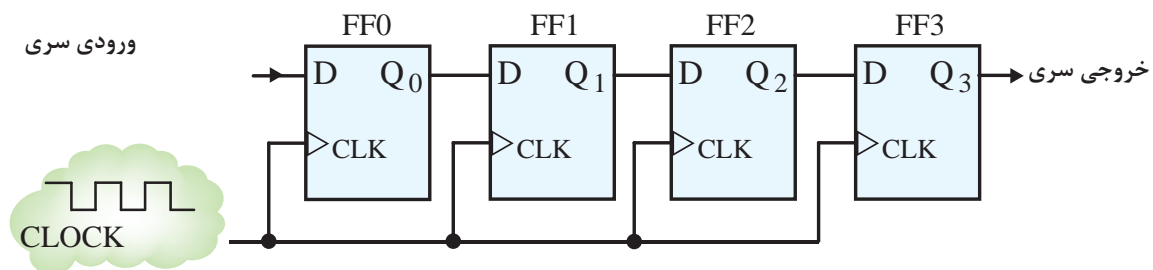 FF0 FF1 FF2 FF3
ورودی سری
D Q0 D Q1 D Q2 D Q3
خروجی سری
CLK CLK CLK CLK
CLOCK